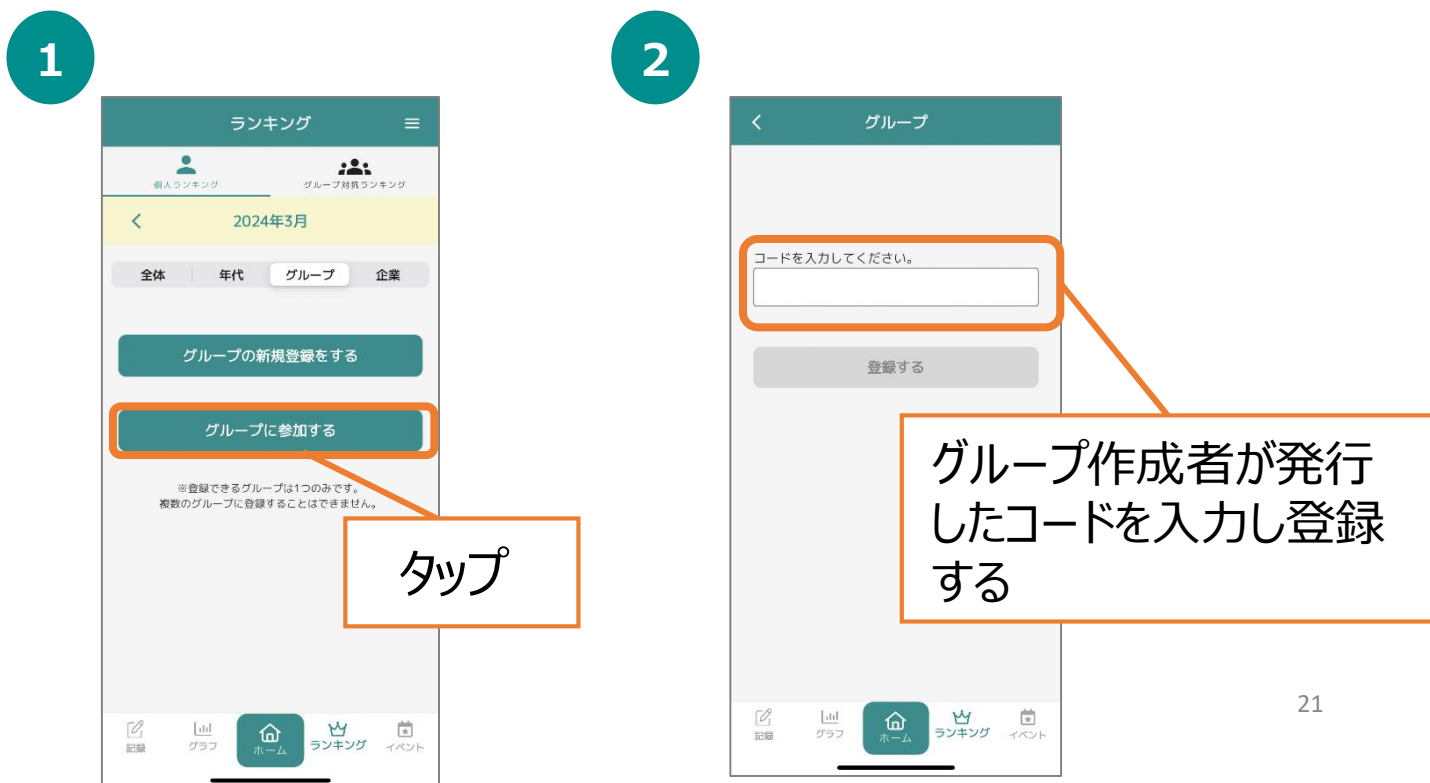 1
ランキング
個人ランキング
グループ対抗ランキング
2024年3月
全体
年代
グループ
企業
グループの新規登録をする
グループに参加する
※登録できるグループは1つのみです。
複数のグループに登録することはできません。
タップ
記録
グラフ
ホーム
ランキング
イベント
2
グループ
コードを入力してください。
登録する
グループ作成者が発行
したコードを入力し登録
する
記録
グラフ
ホーム
ランキング
イベント
21